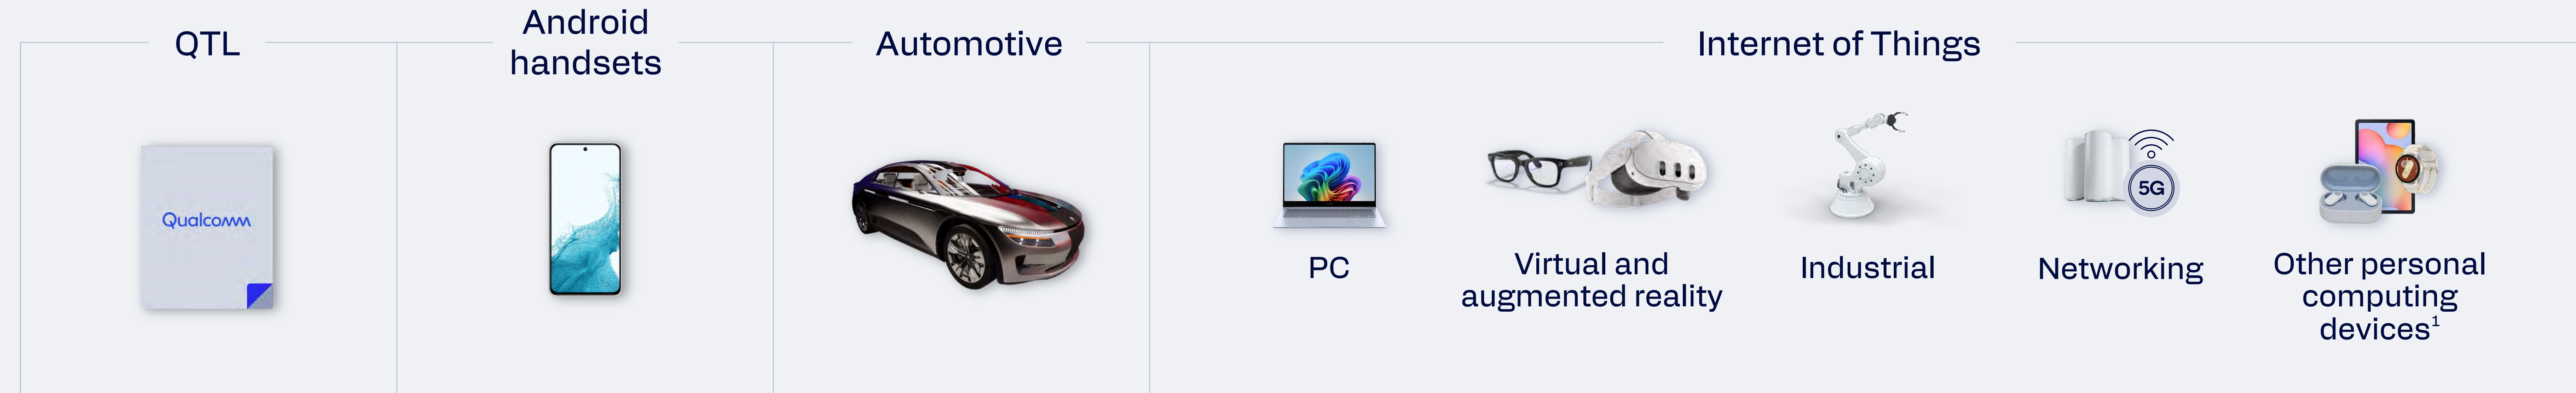 QTL
Android
handsets
Automotive
Internet of Things
Qualcomm
5G
PC
Virtual and
augmented reality
Industrial
Networking
Other personal
computing
devices¹